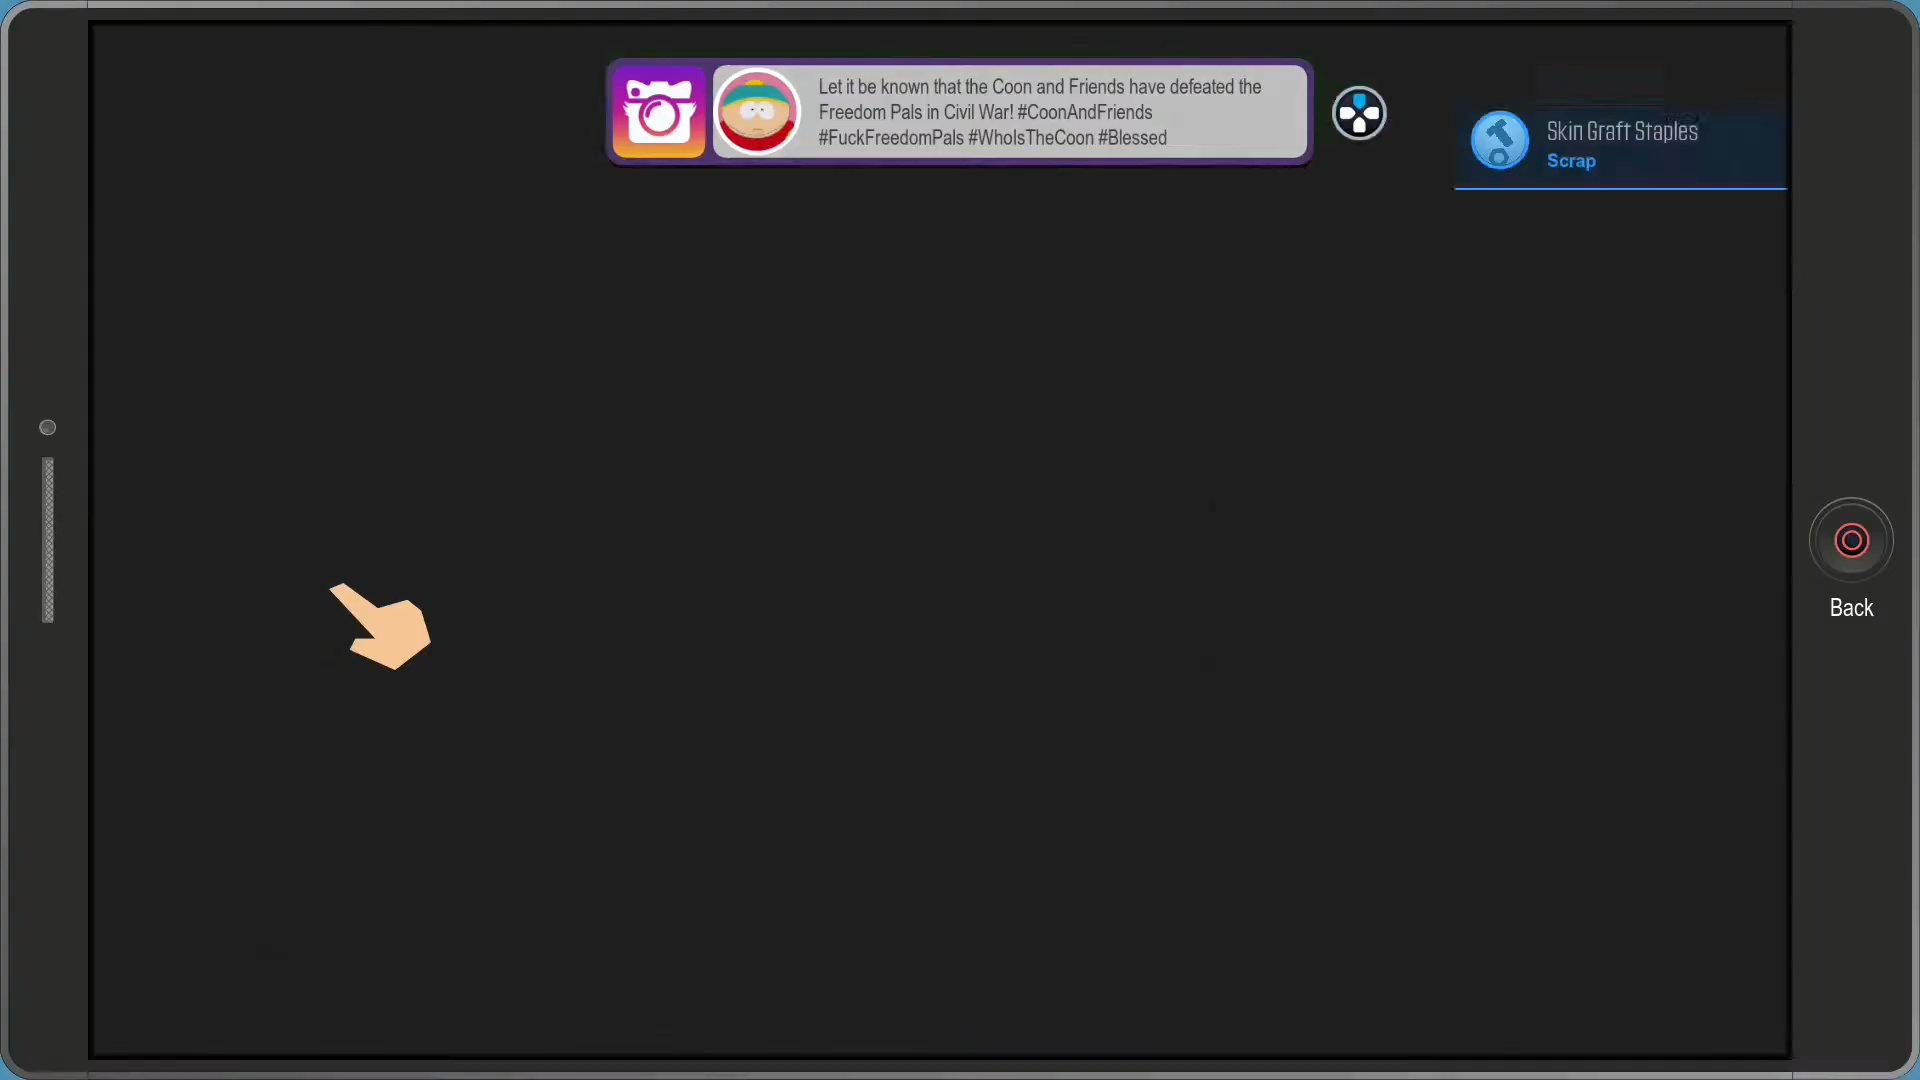 Let it be known that the Coon and Friends have defeated the
Freedom Pals in Civil War! #CoonAndFriends
#FuckFreedomPals #WhoIsTheCoon #Blessed
Skin Graft Staples
Scrap
Back